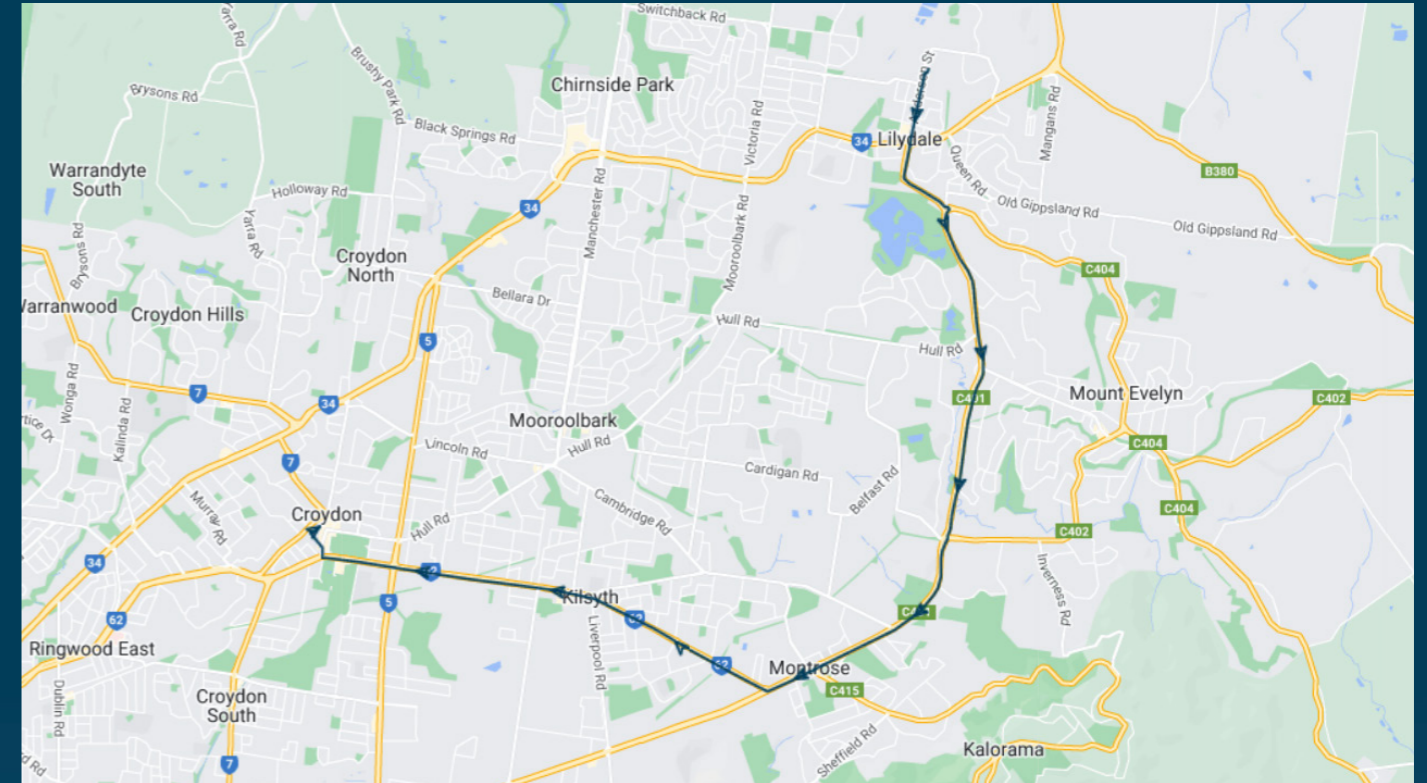 Switchback Rd
Yarra Rd
Brushy Park Rd
Chirnside Park
Brysons Rd
Black Springs Rd
Victoria Rd
34
Lilydale
Mangans Rd
Queen Rd
B380
Warrandyte
South
Holloway Rd
Manchester Rd
34
Old Gippsland Rd
Old Gippsland Rd
Yarra Rd
Brysons Rd
Croydon
North
Mooroolbark Rd
C404
Bellara Dr
Croydon Hills
Hull Rd
5
Hull Rd
7
Wonga Rd
Kalinda Rd
34
C401
Mount Evelyn
C402
Mooroolbark
Lincoln Rd
Hull Rd
C404
7
Cardigan Rd
Belfast Rd
Murray Rd
Croydon
Hull Rd
Cambridge Rd
C404
C402
34
Inverness Rd
5
Kilsyth
62
Liverpool Rd
Ringwood East
62
Montrose
C415
Dublin Rd
Croydon
South
Sheffield Rd
Kalorama
7